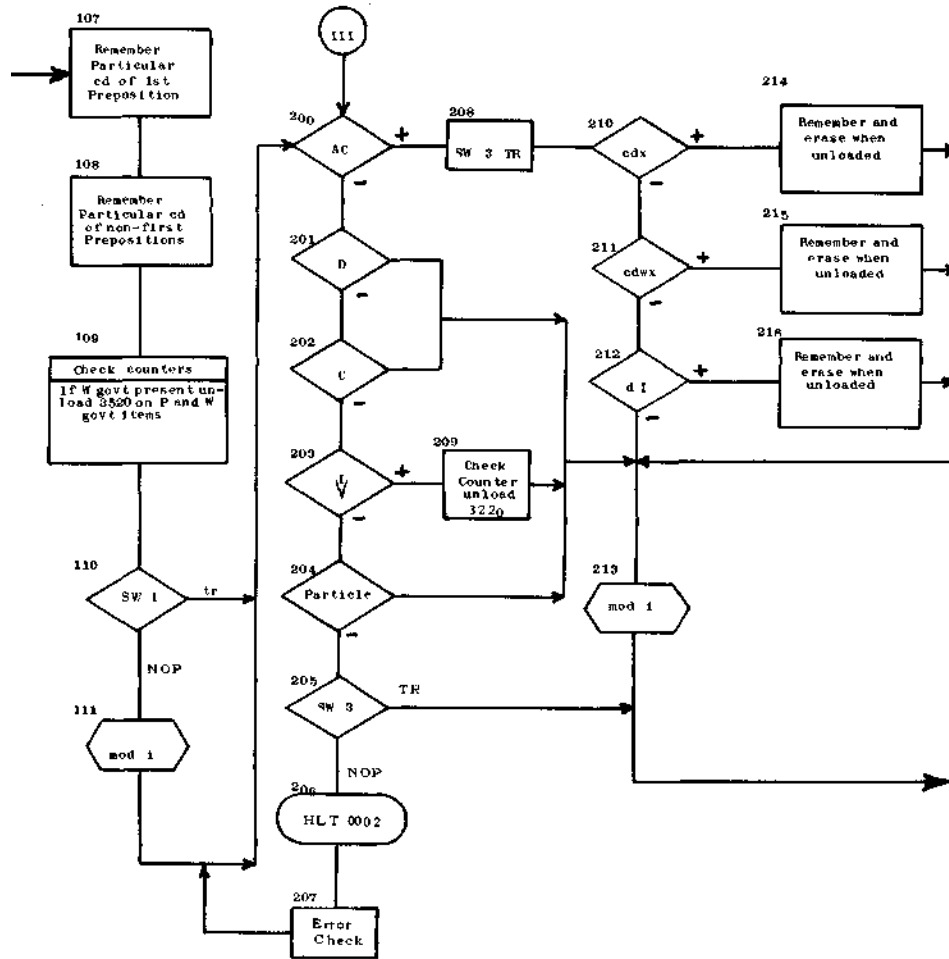 107
Remember
Particular
cd of 1st
Preposition
108
Remember
Particular cd
of non-first
Prepositions
109
Check counters
If W govt present un-
load 3520 on P and W
govt items
110
SW 1
tr
NOP
111
mod i
III
200
AC
+
-
201
D
-
202
C
-
203
+
-
204
Particle
-
205
SW 3
TR
NOP
206
HLT 0002
207
Error
Check
208
SW 3 TR
209
Check
Counter
unload
3220
210
cdx
+
-
211
cdwx
+
-
212
dI
+
-
213
mod i
214
Remember and
erase when
unloaded
215
Remember and
erase when
unloaded
216
Remember and
erase when
unloaded